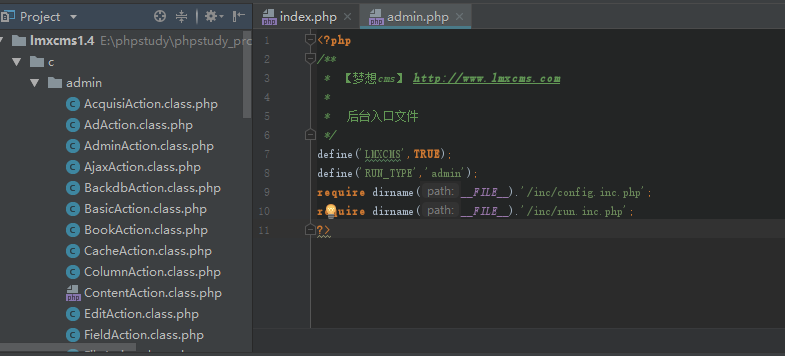 Project
lmxcms1.4 E:\phpstudy\phpstudy_pro
c
admin
AcquisiAction.class.php
AdAction.class.php
AdminAction.class.php
AjaxAction.class.php
BackdbAction.class.php
BasicAction.class.php
BookAction.class.php
CacheAction.class.php
ColumnAction.class.php
ContentAction.class.php
EditAction.class.php
FieldAction.class.php
index.php
admin.php
1 <?php
2 /**
3 * 【梦想cms】 http://www.lmxcms.com
4 *
5 * 后台入口文件
6 */
7 define('LMXCMS',TRUE);
8 define('RUN_TYPE','admin');
9 require dirname( path: __FILE__).'/inc/config.inc.php';
10 require dirname( path: __FILE__).'/inc/run.inc.php';
11 ?>